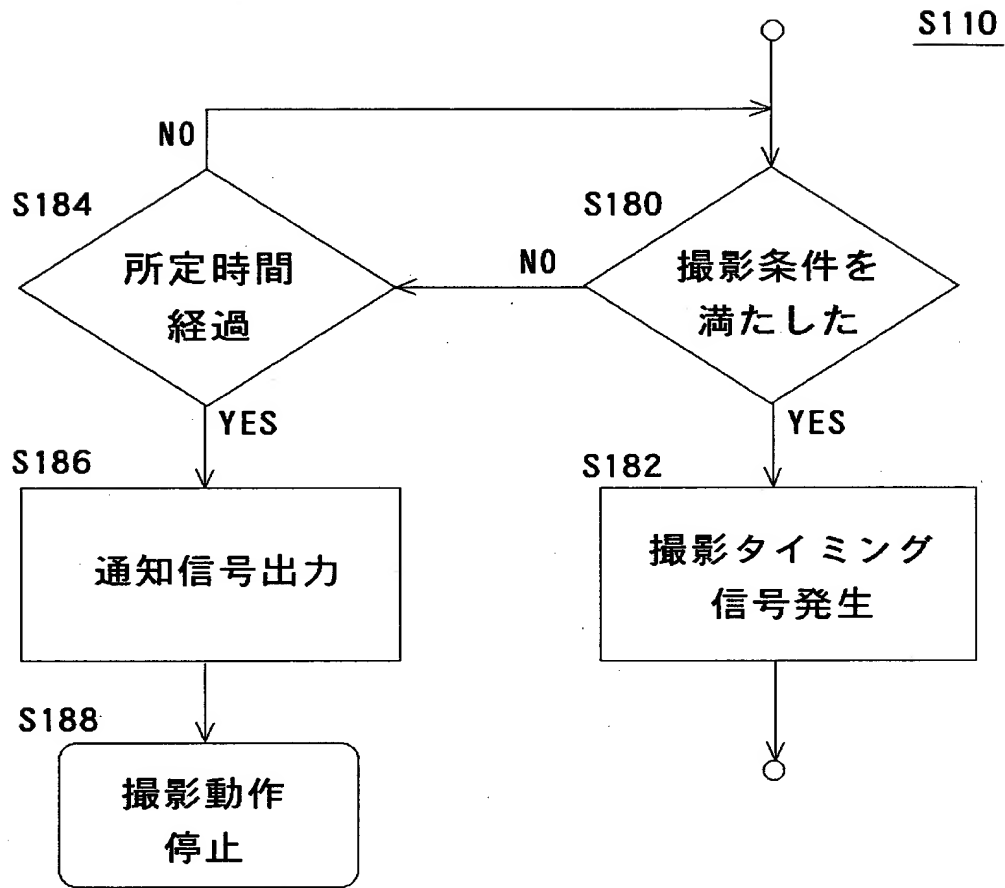 S110
NO
S184
S180
所定時間
経過
NO
撮影条件を
満たした
YES
YES
S186
S182
通知信号出力
撮影タイミング
信号発生
S188
撮影動作
停止